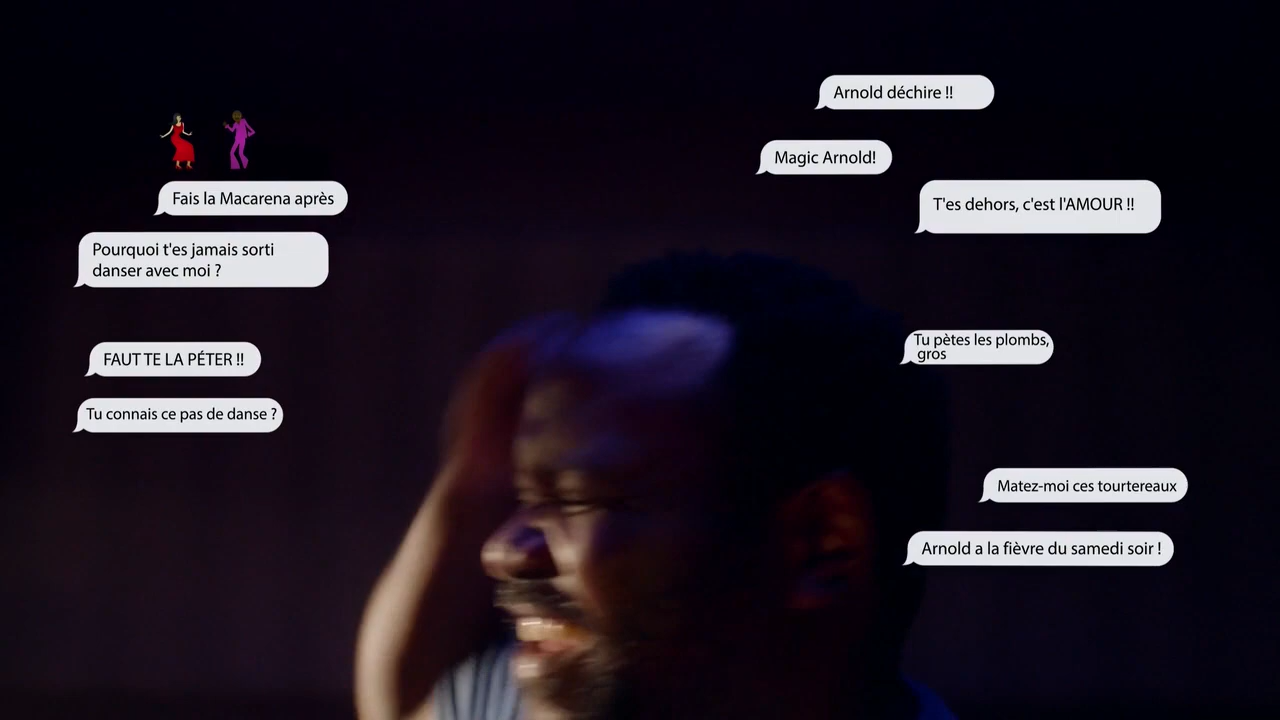 Fais la Macarena après
Pourquoi t'es jamais sorti
danser avec moi ?
FAUT TE LA PÉTER !!
Tu connais ce pas de danse ?
Arnold déchire !!
Magic Arnold!
T'es dehors, c'est l'AMOUR !!
Tu pètes les plombs,
gros
Matez-moi ces tourtereaux
Arnold a la fièvre du samedi soir !